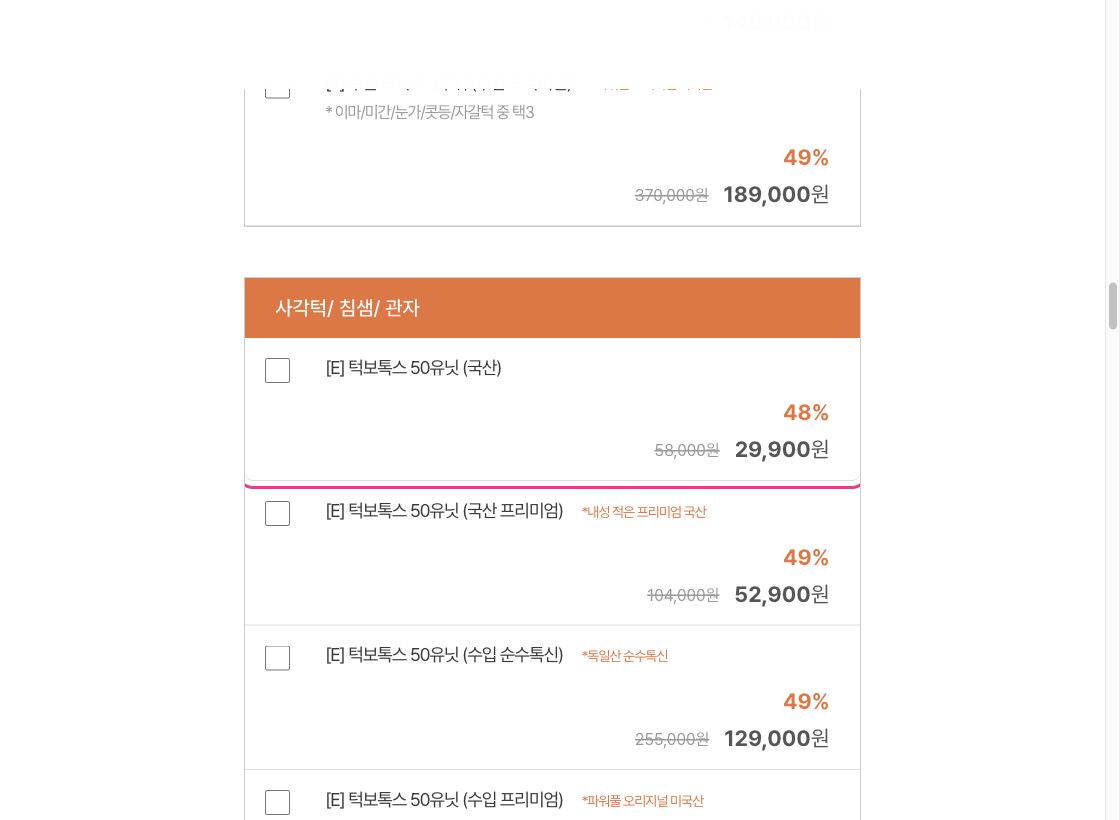 * 이마/미간/눈가/콧등/자갈턱 중 택3
49%
370,000원 189,000원
사각턱/ 침샘/ 관자
[E] 턱보톡스 50유닛 (국산)
48%
58,000원 29,900원
[E] 턱보톡스 50유닛 (국산 프리미엄) *내성 적은 프리미엄 국산
49%
104,000원 52,900원
[E] 턱보톡스 50유닛 (수입 순수톡신) *독일산 순수톡신
49%
255,000원 129,000원
[E] 턱보톡스 50유닛 (수입 프리미엄) *파워풀 오리지널 미국산